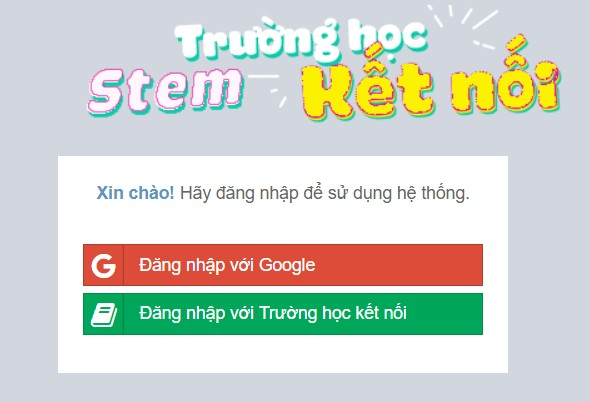 Trường học
Stem Kết nối
Xin chào! Hãy đăng nhập để sử dụng hệ thống.
G Đăng nhập với Google
Đăng nhập với Trường học kết nối